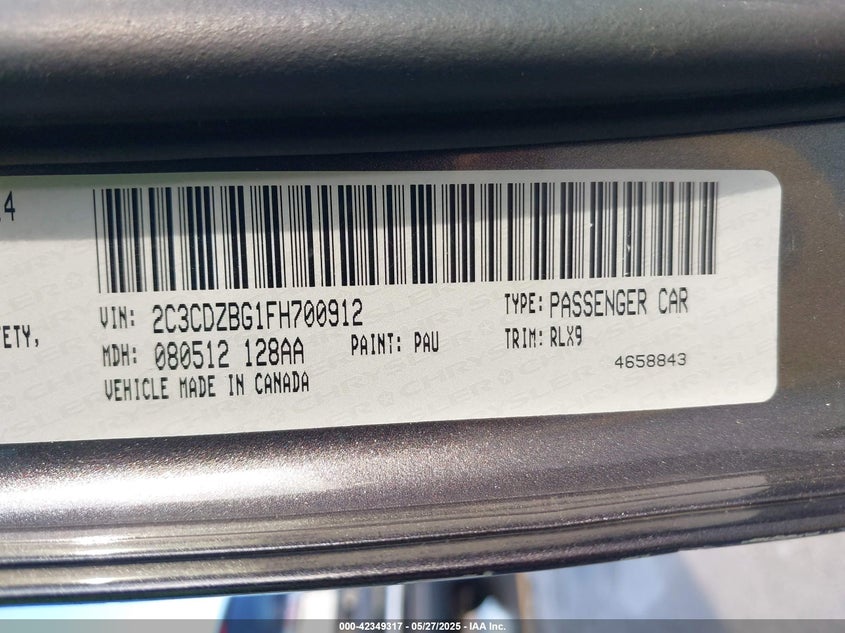 14
VIN: 2C3CDZBG1FH700912
TYPE: PASSENGER CAR
ETY,
MDH: 080512 128AA
PAINT: PAU
TRIM: RLX9
4658843
VEHICLE MADE IN CANADA
000-42349317 - 05/27/2025 - IAA Inc.